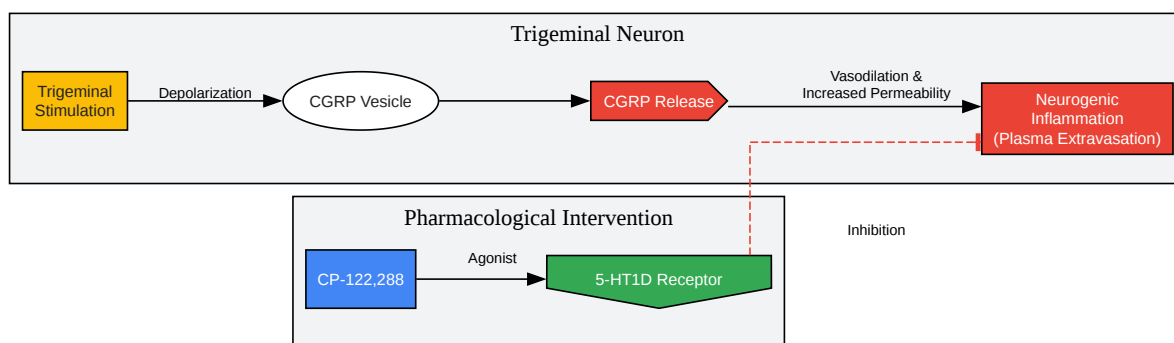 Trigeminal Neuron
Trigeminal
Stimulation
Depolarization
CGRP Vesicle
CGRP Release
Vasodilation &
Increased Permeability
Neurogenic
Inflammation
(Plasma Extravasation)
Pharmacological Intervention
CP-122,288
Agonist
5-HT1D Receptor
Inhibition